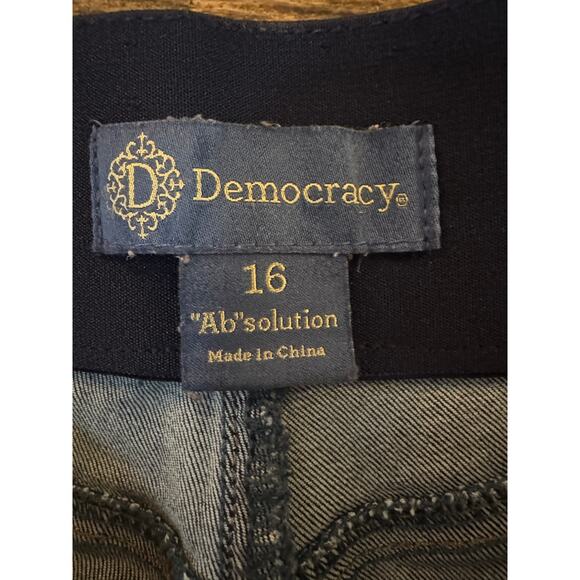 D Democracy®
16
"Ab"solution
Made in China